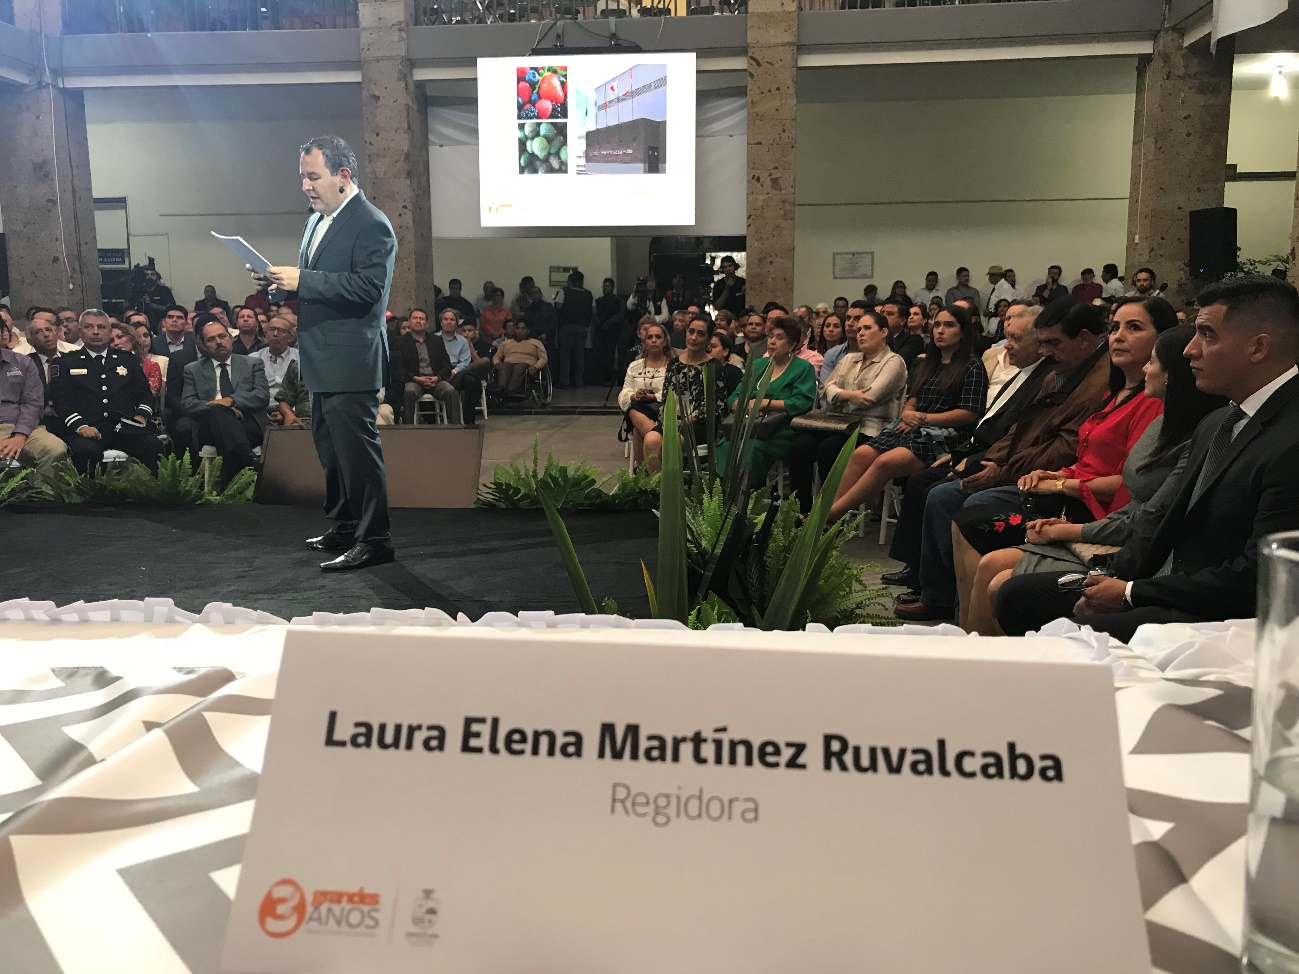 Laura Elena Martínez Ruvalcaba
Regidora
3 grandes
AÑOS